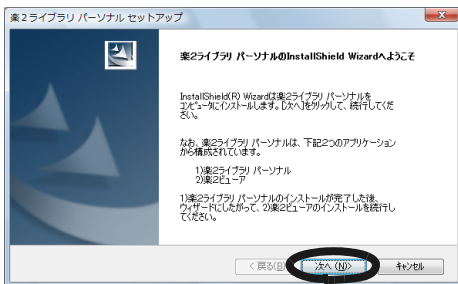 楽2ライブラリ パーソナル セットアップ
楽2ライブラリ パーソナルのInstallShield Wizardへようこそ
InstallShield(R) Wizardは楽2ライブラリ パーソナルを
コンピュータにインストールします。[次へ]をクリックして、続行してくだ
さい。
なお、楽2ライブラリ パーソナルは、下記2つのアプリケーション
から構成されています。
1)楽2ライブラリ パーソナル
2)楽2ビューア
1)楽2ライブラリ パーソナルのインストールが完了した後、
ウィザードにしたがって、2)楽2ビューアのインストールを続行し
てください。
< 戻る(B)
次へ(N)>
キャンセル